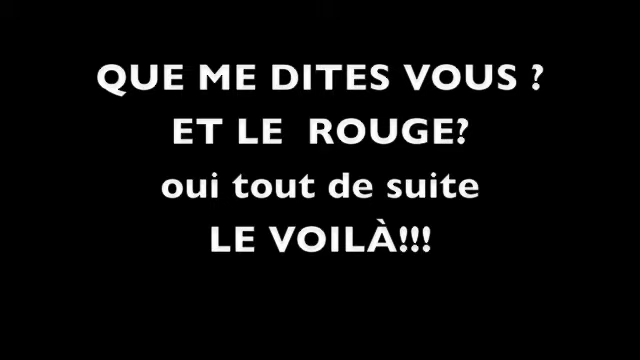 QUE ME DITES VOUS ?
ET LE ROUGE?
oui tout de suite
LE VOILÀ!!!